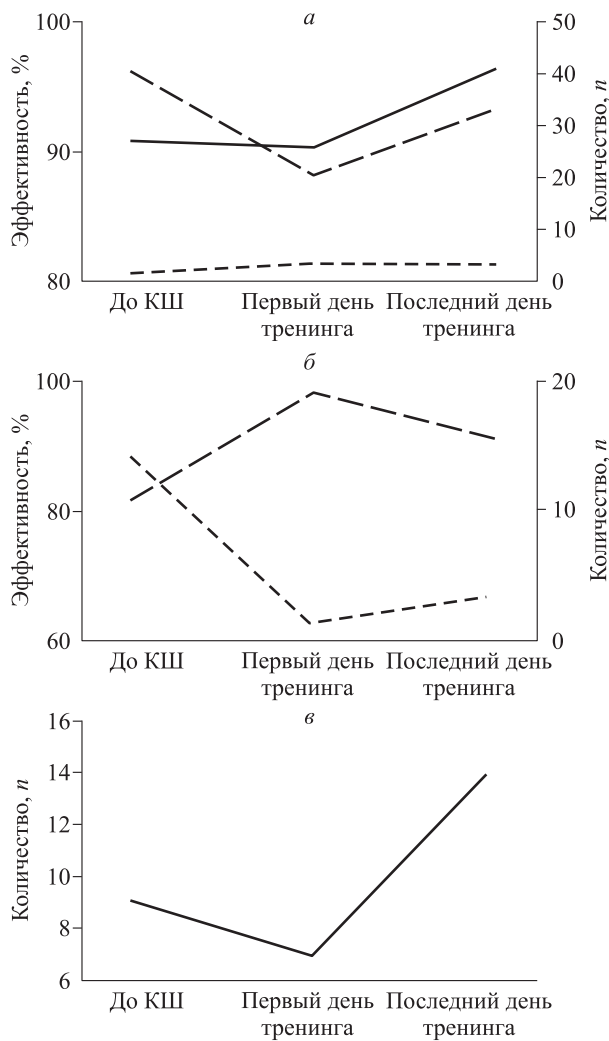 а
100
90
80
Эффективность, %
50
40
30
20
10
0
Количество, n
До КШ
Первый день
тренинга
Последний день
тренинга
б
100
80
60
Эффективность, %
20
10
0
Количество, n
До КШ
Первый день
тренинга
Последний день
тренинга
в
16
14
12
10
8
6
Количество, n
До КШ
Первый день
тренинга
Последний день
тренинга